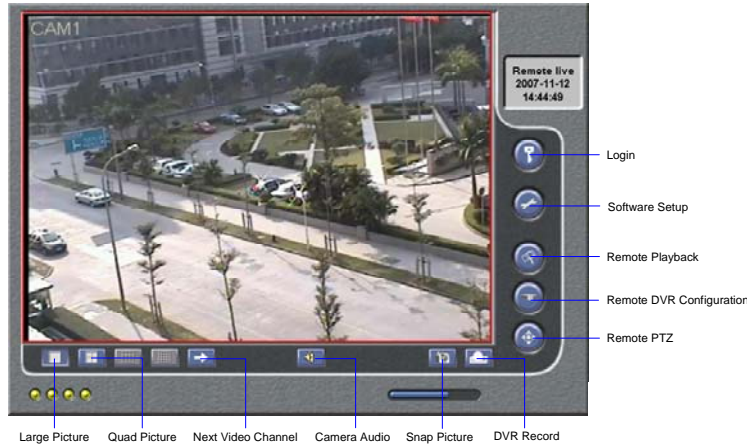 CAM1
Remote live
2007-11-12
14:44:49
Login
Software Setup
Remote Playback
Remote DVR Configuration
Remote PTZ
Large Picture
Quad Picture
Next Video Channel
Camera Audio
Snap Picture
DVR Record